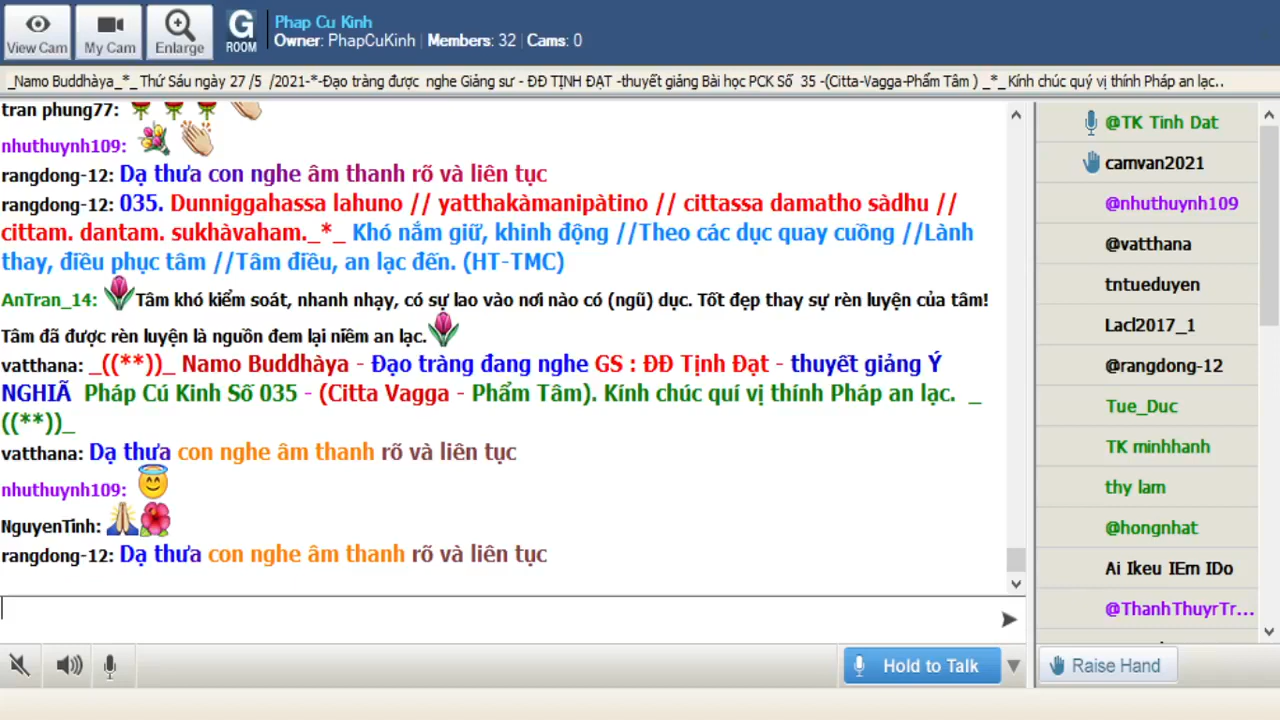 View Cam
My Cam
Enlarge
G
ROOM
Phap Cu Kinh
Owner: PhapCuKinh | Members: 32 | Cams: 0
_Namo Buddhàya_*_ Thứ Sáu ngày 27 /5 /2021-*-Đạo tràng được nghe Giảng sư - ĐĐ TỊNH ĐẠT -thuyết giảng Bài học PCK Số 35 -(Citta-Vagga-Phẩm Tâm ) _*_ Kính chúc quý vị thính Pháp an lạc..
tran phung77:
nhuthuynh109:
rangdong-12: Dạ thưa con nghe âm thanh rõ và liên tục
rangdong-12: 035. Dunniggahassa lahuno // yatthakàmanipàtino // cittassa damatho sàdhu //
cittam. dantam. sukhàvaham._*_ Khó nắm giữ, khinh động //Theo các dục quay cuồng //Lành
thay, điều phục tâm //Tâm điều, an lạc đến. (HT-TMC)
AnTran_14: Tâm khó kiểm soát, nhanh nhạy, có sự lao vào nơi nào có (ngũ) dục. Tốt đẹp thay sự rèn luyện của tâm!
Tâm đã được rèn luyện là nguồn đem lại niềm an lạc.
vatthana: _((**))_ Namo Buddhàya - Đạo tràng đang nghe GS : ĐĐ Tịnh Đạt - thuyết giảng Ý
NGHIÃ Pháp Cú Kinh Số 035 - (Citta Vagga - Phẩm Tâm). Kính chúc quí vị thính Pháp an lạc. _
((**))_
vatthana: Dạ thưa con nghe âm thanh rõ và liên tục
nhuthuynh109:
NguyenTinh:
rangdong-12: Dạ thưa con nghe âm thanh rõ và liên tục
@TK Tinh Dat
camvan2021
@nhuthuynh109
@vatthana
tntueduyen
Lacl2017_1
@rangdong-12
Tue_Duc
TK minhhanh
thy lam
@hongnhat
Ai Ikeu IEm IDo
@ThanhThuyrTr...
Hold to Talk
Raise Hand